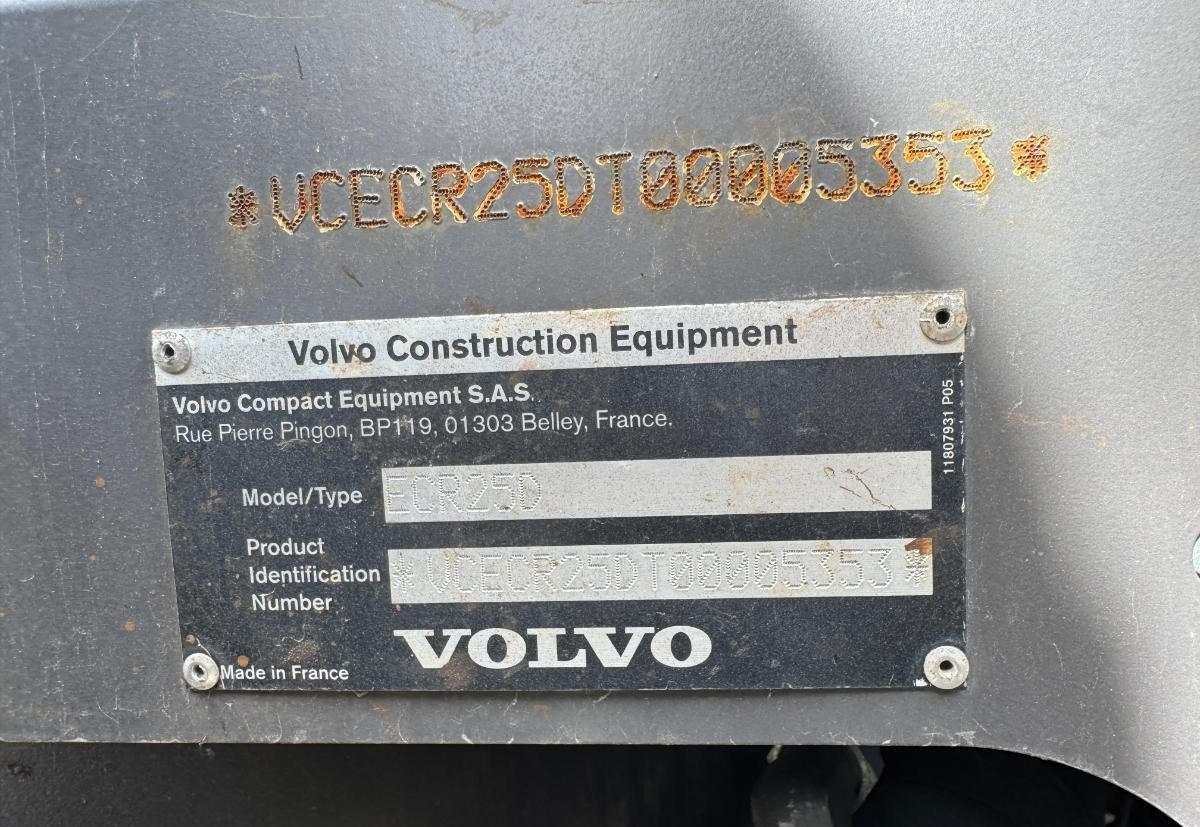 *VCECR25DT00005353*
Volvo Construction Equipment
Volvo Compact Equipment S.A.S.
Rue Pierre Pingon, BP119, 01303 Belley, France.
11807931 P05
Model/Type ECR25D
Product
Identification
Number
*VCECR25DT00005353*
VOLVO
Made in France